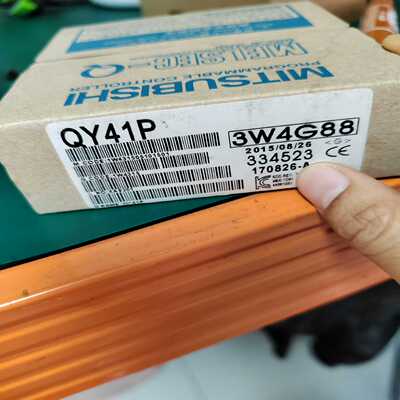 MELSEC-Q
PROGRAMMABLE CONTROLLER
MITSUBISHI
QY41P
3W4G88
2015/08/26
<G>
334523
CE
170826-A